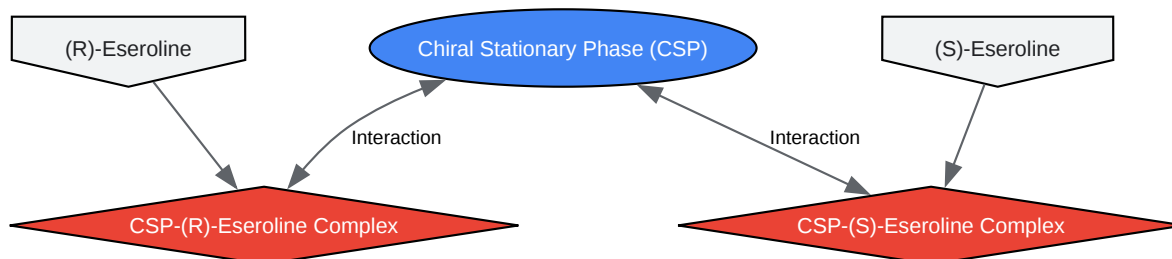 (R)-Eseroline
Chiral Stationary Phase (CSP)
(S)-Eseroline
Interaction
Interaction
CSP-(R)-Eseroline Complex
CSP-(S)-Eseroline Complex